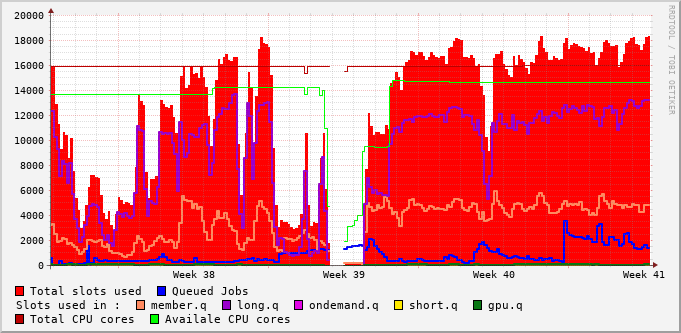 20000
18000
16000
14000
12000
10000
8000
6000
4000
2000
0
Week 38 Week 39 Week 40 Week 41
Total slots used Queued Jobs
Slots used in : member.q long.q ondemand.q short.q gpu.q
Total CPU cores Availale CPU cores
RRDTOOL / TOBI OETIKER